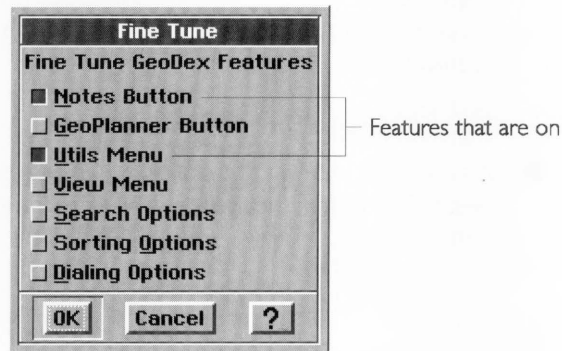 Fine Tune
Fine Tune GeoDex Features
Notes Button
GeoPlanner Button
Features that are on
Utils Menu
View Menu
Search Options
Sorting Options
Dialing Options
OK Cancel ?